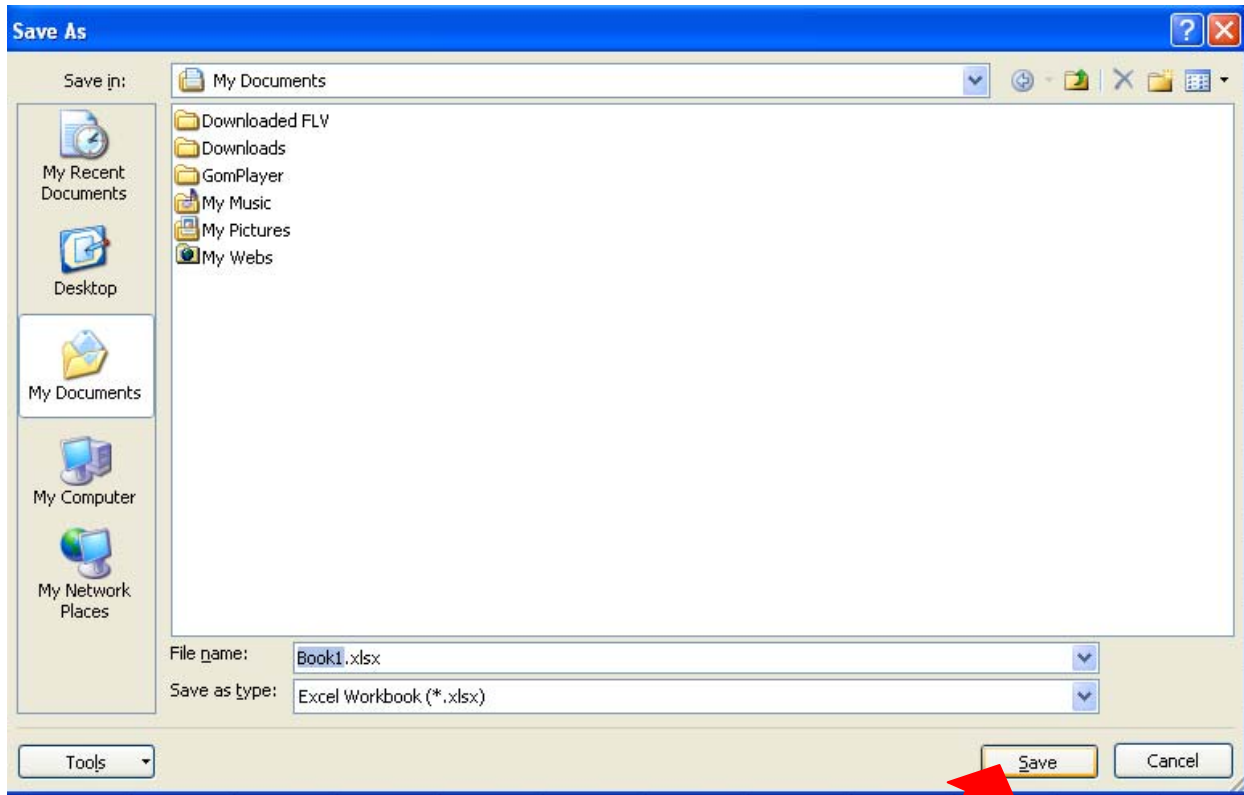 Save As
Save in:
My Documents
My Recent
Documents
Desktop
My Documents
My Computer
My Network
Places
Downloaded FLV
Downloads
GomPlayer
My Music
My Pictures
My Webs
File name:
Book1.xlsx
Save as type:
Excel Workbook (*.xlsx)
Tools
Save
Cancel